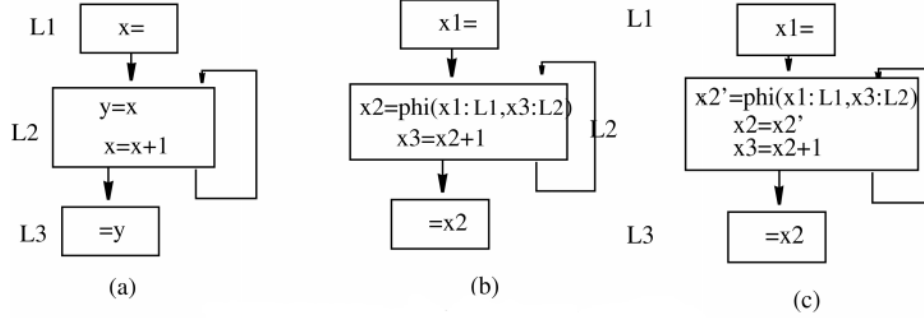 L1
x=
y=x
L2
x=x+1
L3
=y
(a)
x1=
x2=phi(x1:L1,x3:L2)
x3=x2+1
L2
=x2
(b)
L1
x1=
x2'=phi(x1:L1,x3:L2)
x2=x2'
x3=x2+1
L3
=x2
(c)